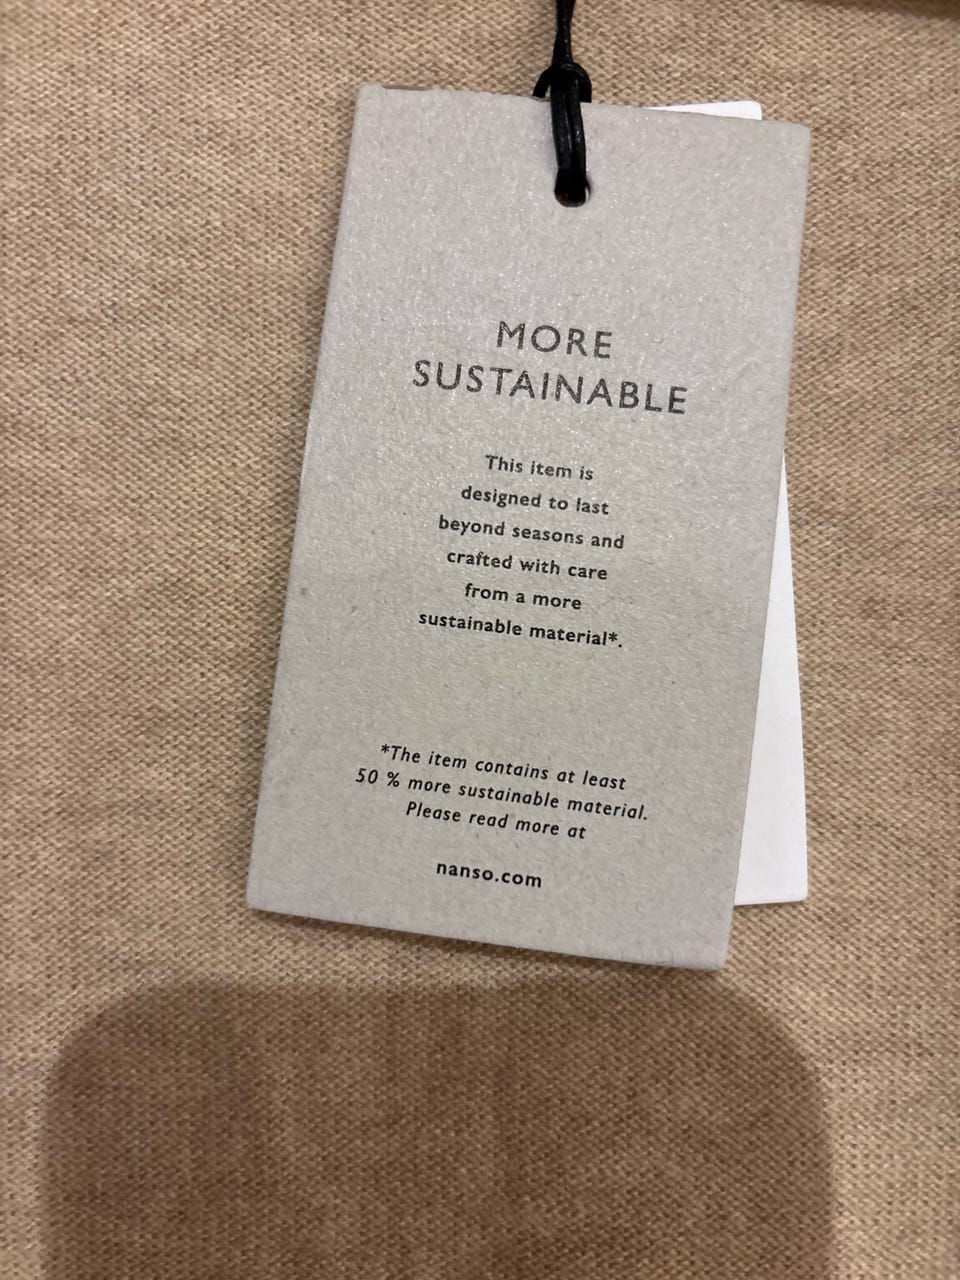 MORE
SUSTAINABLE
This item is
designed to last
beyond seasons and
crafted with care
from a more
sustainable material*.
*The item contains at least
50 % more sustainable material.
Please read more at
nanso.com